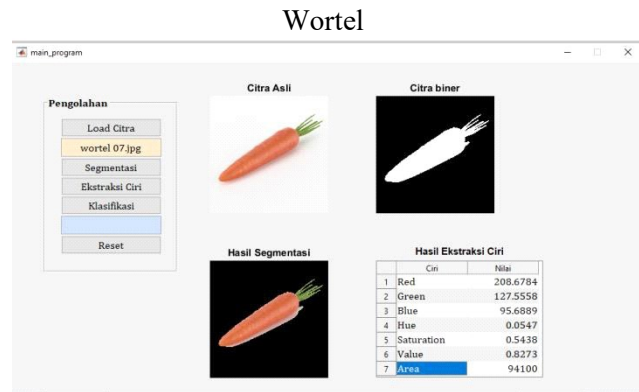 Wortel
main_program
Pengolahan
Load Citra
wortel 07.jpg
Segmentasi
Ekstraksi Ciri
Klasifikasi
Reset
Citra Asli
Citra biner
Hasil Segmentasi
Hasil Ekstraksi Ciri
Ciri Nilai
1 Red 208.6784
2 Green 127.5558
3 Blue 95.6889
4 Hue 0.0547
5 Saturation 0.5438
6 Value 0.8273
7 Area 94100